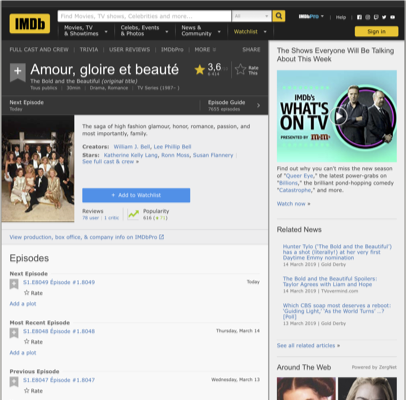 IMDb
Find Movies, TV shows, Celebrities and more...
All
IMDbPro
Help
Movies, TV & Showtimes
Celebs, Events & Photos
News & Community
Watchlist
Sign in
FULL CAST AND CREW | TRIVIA | USER REVIEWS | IMDbPro | MORE
SHARE
Amour, gloire et beauté
The Bold and the Beautiful (original title)
Tous publics | 30min | Drama, Romance | TV Series (1987– )
3,6
Rate This
Next Episode
Today
Episode Guide
7655 episodes
The saga of high fashion glamour, honor, romance, passion, and most importantly, family.
Creators: William J. Bell, Lee Phillip Bell
Stars: Katherine Kelly Lang, Ronn Moss, Susan Flannery
See full cast & crew »
+ Add to Watchlist
Reviews
76 user | 1 critic
Popularity
616
View production, box office, & company info on IMDbPro
Episodes
Next Episode
S1.E8049 Épisode #1.8049
Today
Rate
Add a plot
Most Recent Episode
S1.E8048 Épisode #1.8048
Thursday, March 14
Rate
Add a plot
Previous Episode
S1.E8047 Épisode #1.8047
Wednesday, March 13
Rate
The Shows Everyone Will Be Talking About This Week
IMDb's
WHAT'S
ON TV
PRESENTED BY
Find out why you can't miss the new season of "Queer Eye," the latest power-grabs on "Billions," the brilliant pond-hopping comedy "Catastrophe," and more.
Watch now »
Related News
Hunter Tylo ('The Bold and the Beautiful') has a shot (literally!) at her very first Daytime Emmy nomination
14 March 2019 | Gold Derby
The Bold and the Beautiful Spoilers: Taylor Agrees with Liam and Hope
14 March 2019 | TVovermind.com
Which CBS soap most deserves a reboot: 'Guiding Light,' 'As the World Turns' ..? [Poll]
13 March 2019 | Gold Derby
See all related articles »
Around The Web
Powered by ZergNet